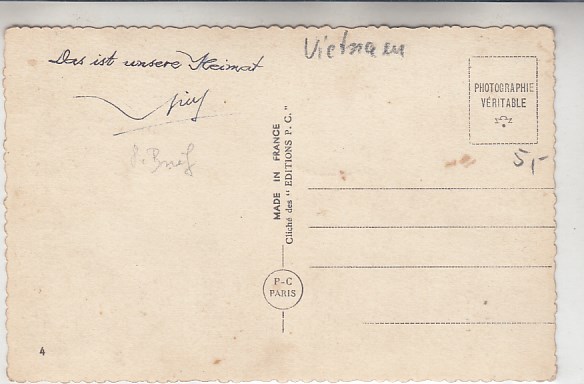 Das ist unsere Heimat
Vietnam
PHOTOGRAPHIE
VÉRITABLE
5,-
MADE IN FRANCE
Cliché des "EDITIONS P. C."
P-C
PARIS
4